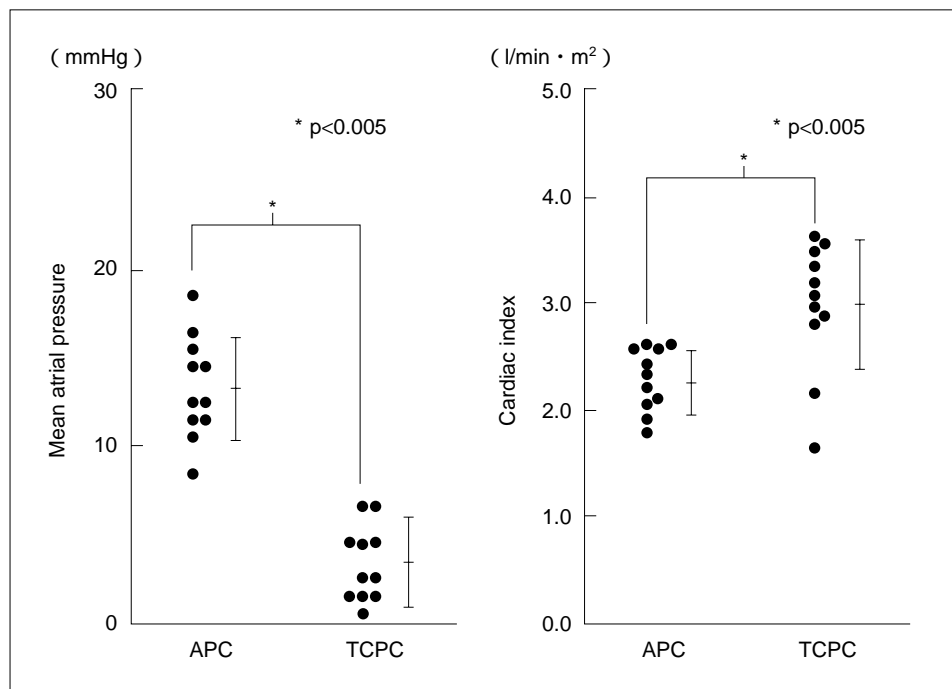 ( mmHg )
30
* p<0.005
*
20
10
0
Mean atrial pressure
APC
TCPC
( l/min・m² )
5.0
* p<0.005
*
4.0
3.0
2.0
1.0
0.0
Cardiac index
APC
TCPC